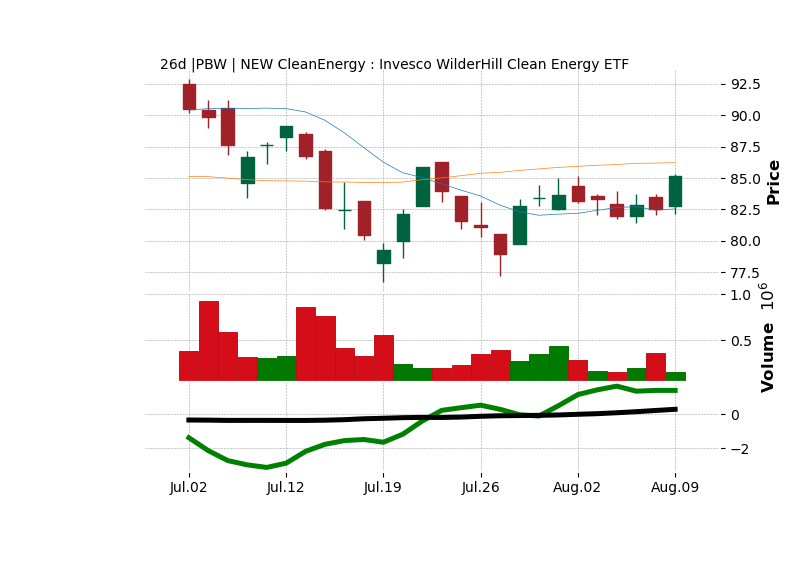 26d |PBW | NEW CleanEnergy : Invesco WilderHill Clean Energy ETF
92.5
90.0
87.5
85.0
82.5
80.0
77.5
Price
1.0
0.5
Volume 10^6
0
−2
Jul.02 Jul.12 Jul.19 Jul.26 Aug.02 Aug.09